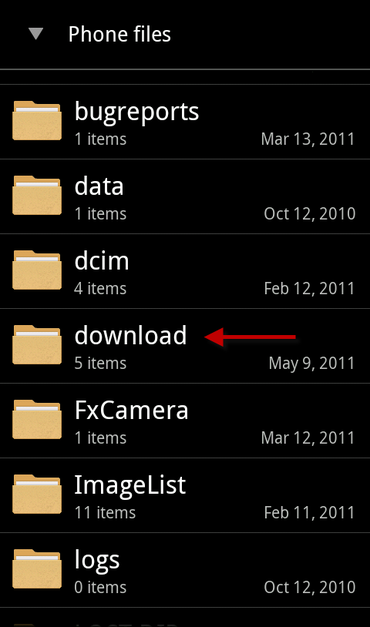 Phone files
bugreports
1 items Mar 13, 2011
data
1 items Oct 12, 2010
dcim
4 items Feb 12, 2011
download
5 items May 9, 2011
FxCamera
1 items Mar 12, 2011
ImageList
11 items Feb 11, 2011
logs
0 items Oct 12, 2010